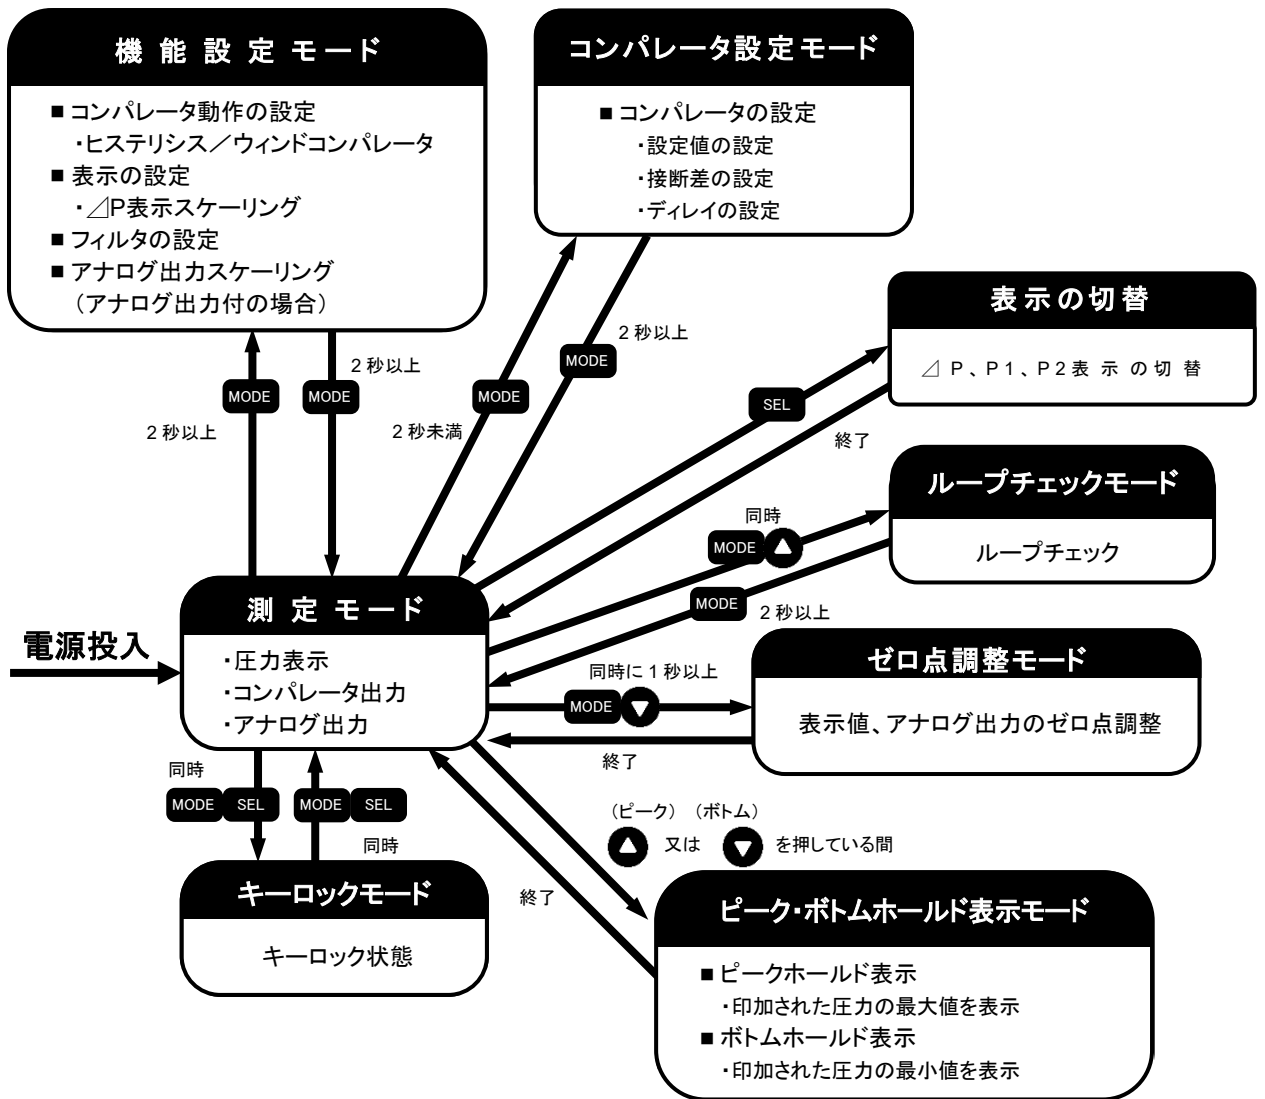 機能設定モード
■コンパレータ動作の設定
・ヒステリシス／ウィンドコンパレータ
■表示の設定
・⊿P表示スケーリング
■フィルタの設定
■アナログ出力スケーリング
（アナログ出力付の場合）
コンパレータ設定モード
■コンパレータの設定
・設定値の設定
・接断差の設定
・ディレイの設定
表示の切替
⊿P、P1、P2表示の切替
2秒以上
MODE
MODE
2秒以上
2秒未満
MODE
2秒以上
MODE
SEL
終了
ループチェックモード
ループチェック
同時
MODE
MODE
2秒以上
電源投入
測定モード
・圧力表示
・コンパレータ出力
・アナログ出力
同時に1秒以上
MODE
終了
ゼロ点調整モード
表示値、アナログ出力のゼロ点調整
同時
MODE SEL
MODE SEL
同時
キーロックモード
キーロック状態
（ピーク）（ボトム）
又は を押している間
終了
ピーク・ボトムホールド表示モード
■ピークホールド表示
・印加された圧力の最大値を表示
■ボトムホールド表示
・印加された圧力の最小値を表示